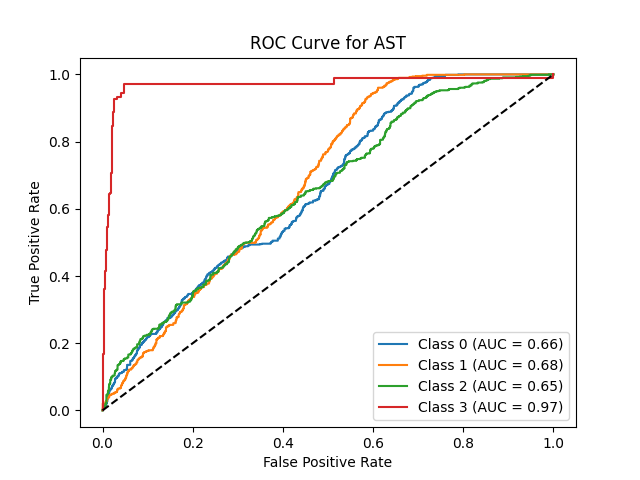 ROC Curve for AST
True Positive Rate
1.0
0.8
0.6
0.4
0.2
0.0
0.0 0.2 0.4 0.6 0.8 1.0
False Positive Rate
Class 0 (AUC = 0.66)
Class 1 (AUC = 0.68)
Class 2 (AUC = 0.65)
Class 3 (AUC = 0.97)